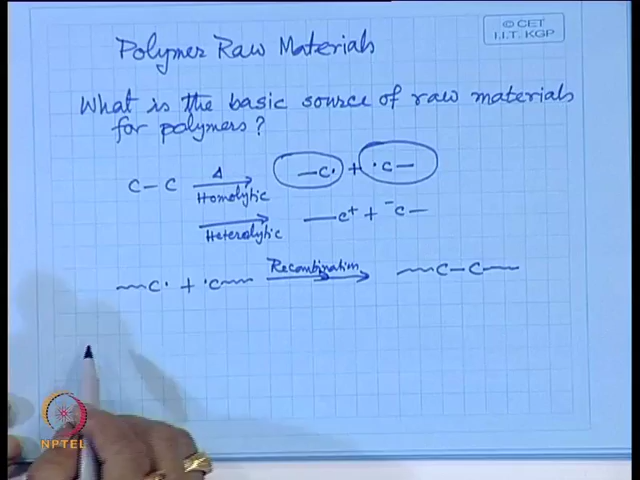 © CET
I.I.T. KGP
Polymer Raw Materials
What is the basic source of raw materials
for polymers?
C – C Δ —C· + ·C—
Homolytic
Heterolytic —C⁺ + ⁻C—
~~C· + ·C~~ Recombination ~~C–C~~
NPTEL